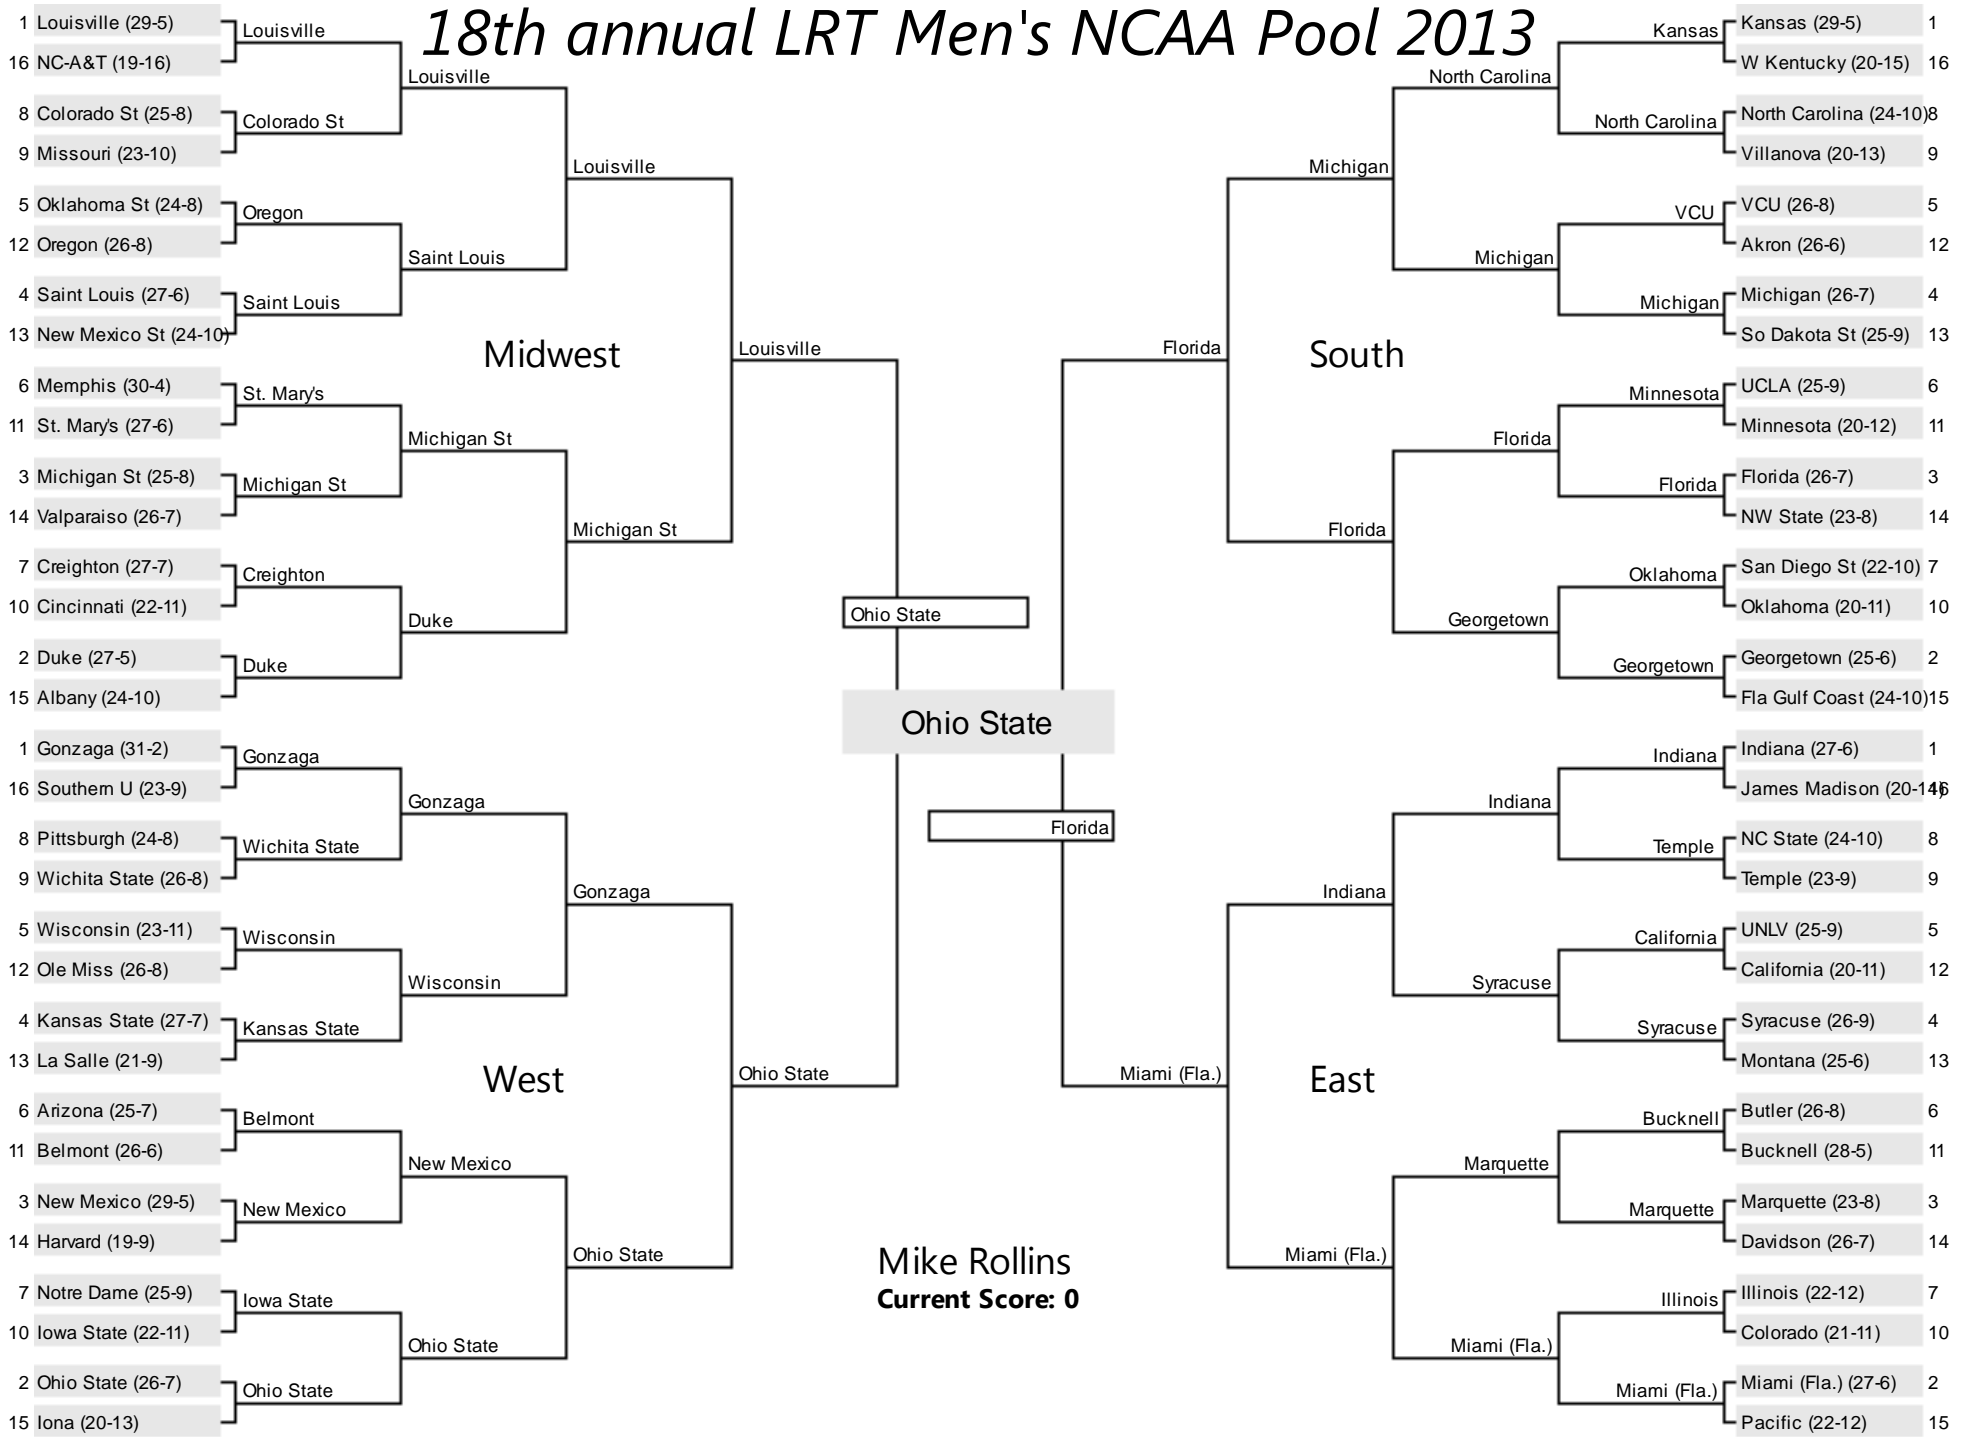 18th annual LRT Men's NCAA Pool 2013
1 Louisville (29-5)
16 NC-A&T (19-16)
8 Colorado St (25-8)
9 Missouri (23-10)
5 Oklahoma St (24-8)
12 Oregon (26-8)
4 Saint Louis (27-6)
13 New Mexico St (24-10)
6 Memphis (30-4)
11 St. Mary's (27-6)
3 Michigan St (25-8)
14 Valparaiso (26-7)
7 Creighton (27-7)
10 Cincinnati (22-11)
2 Duke (27-5)
15 Albany (24-10)
Louisville
Colorado St
Oregon
Saint Louis
St. Mary's
Michigan St
Creighton
Duke
Louisville
Saint Louis
Michigan St
Duke
Louisville
Michigan St
Louisville
Midwest
1 Gonzaga (31-2)
16 Southern U (23-9)
8 Pittsburgh (24-8)
9 Wichita State (26-8)
5 Wisconsin (23-11)
12 Ole Miss (26-8)
4 Kansas State (27-7)
13 La Salle (21-9)
6 Arizona (25-7)
11 Belmont (26-6)
3 New Mexico (29-5)
14 Harvard (19-9)
7 Notre Dame (25-9)
10 Iowa State (22-11)
2 Ohio State (26-7)
15 Iona (20-13)
Gonzaga
Wichita State
Wisconsin
Kansas State
Belmont
New Mexico
Iowa State
Ohio State
Gonzaga
Wisconsin
New Mexico
Ohio State
Gonzaga
Ohio State
Ohio State
West
Ohio State
Ohio State
Florida
Mike Rollins
Current Score: 0
Kansas (29-5) 1
W Kentucky (20-15) 16
North Carolina (24-10) 8
Villanova (20-13) 9
VCU (26-8) 5
Akron (26-6) 12
Michigan (26-7) 4
So Dakota St (25-9) 13
UCLA (25-9) 6
Minnesota (20-12) 11
Florida (26-7) 3
NW State (23-8) 14
San Diego St (22-10) 7
Oklahoma (20-11) 10
Georgetown (25-6) 2
Fla Gulf Coast (24-10) 15
Kansas
North Carolina
VCU
Michigan
Minnesota
Florida
Oklahoma
Georgetown
North Carolina
Michigan
Florida
Georgetown
Michigan
Florida
Florida
South
Indiana (27-6) 1
James Madison (20-14) 16
NC State (24-10) 8
Temple (23-9) 9
UNLV (25-9) 5
California (20-11) 12
Syracuse (26-9) 4
Montana (25-6) 13
Butler (26-8) 6
Bucknell (28-5) 11
Marquette (23-8) 3
Davidson (26-7) 14
Illinois (22-12) 7
Colorado (21-11) 10
Miami (Fla.) (27-6) 2
Pacific (22-12) 15
Indiana
Temple
California
Syracuse
Bucknell
Marquette
Illinois
Miami (Fla.)
Indiana
Syracuse
Marquette
Miami (Fla.)
Indiana
Miami (Fla.)
Miami (Fla.)
East